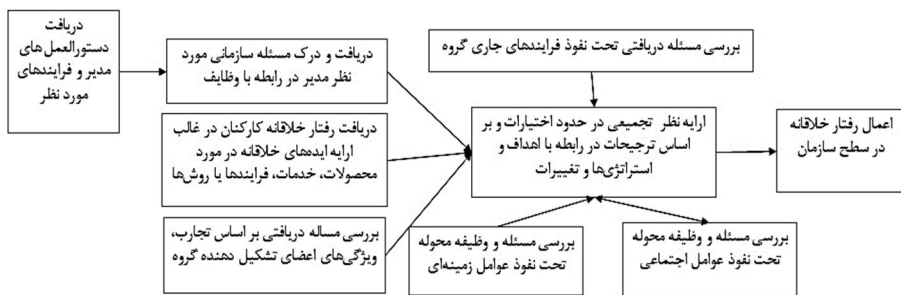 دریافت
دستورالعمل‌های
مدیر و فرایندهای
مورد نظر
دریافت و درک مسئله سازمانی مورد
نظر مدیر در رابطه با وظایف
بررسی مسئله دریافتی تحت نفوذ فرایندهای جاری گروه
دریافت رفتار خلاقانه کارکنان در غالب
ارایه ایده‌های خلاقانه در مورد
محصولات، خدمات، فرایندها یا روش‌ها
ارایه نظر تجمیعی در حدود اختیارات و بر
اساس ترجیحات در رابطه با اهداف و
استراتژی‌ها و تغییرات
اعمال رفتار خلاقانه
در سطح سازمان
بررسی مساله دریافتی بر اساس تجارب،
ویژگی‌های اعضای تشکیل دهنده گروه
بررسی مسئله و وظیفه محوله
تحت نفوذ عوامل زمینه‌ای
بررسی مسئله و وظیفه محوله
تحت نفوذ عوامل اجتماعی